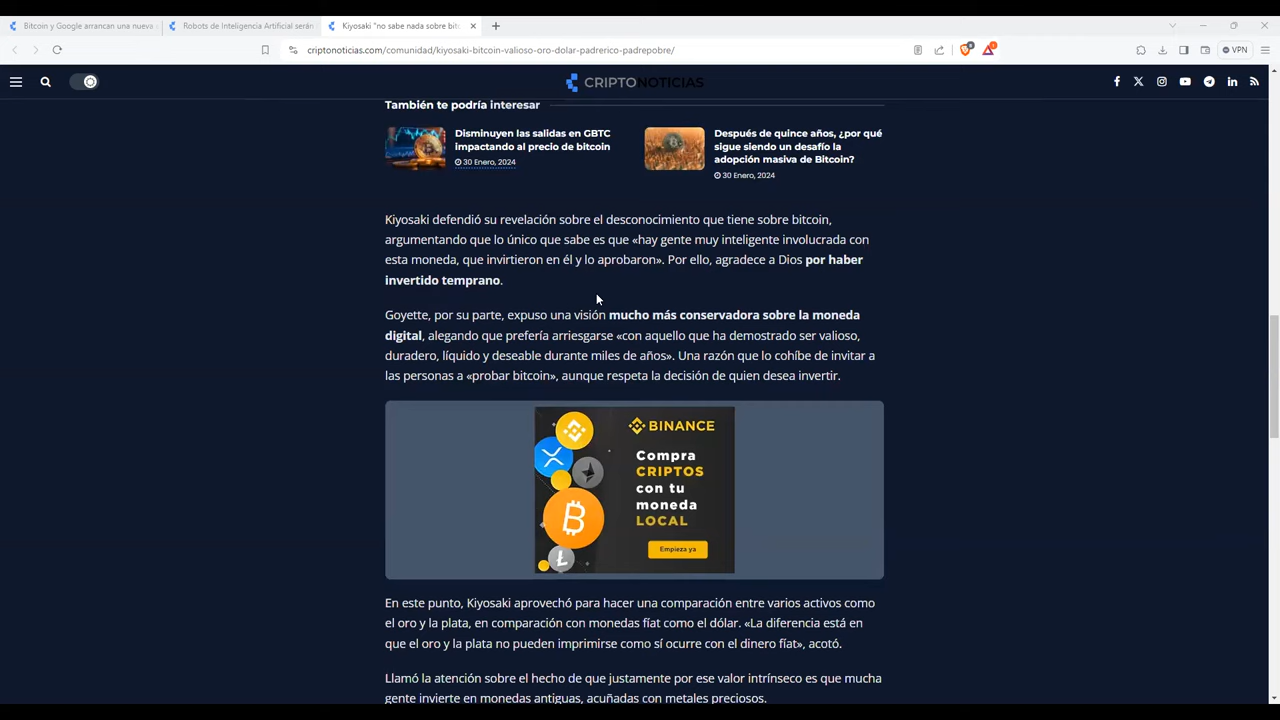 Bitcoin y Google arrancan una nueva
Robots de Inteligencia Artificial serán
Kiyosaki "no sabe nada sobre bitc
criptonoticias.com/comunidad/kiyosaki-bitcoin-valioso-oro-dolar-padrerico-padrepobre/
VPN
CRIPTONOTICIAS
También te podría interesar
Disminuyen las salidas en GBTC
impactando al precio de bitcoin
30 Enero, 2024
Después de quince años, ¿por qué
sigue siendo un desafío la
adopción masiva de Bitcoin?
30 Enero, 2024
Kiyosaki defendió su revelación sobre el desconocimiento que tiene sobre bitcoin,
argumentando que lo único que sabe es que «hay gente muy inteligente involucrada con
esta moneda, que invirtieron en él y lo aprobaron». Por ello, agradece a Dios por haber
invertido temprano.
Goyette, por su parte, expuso una visión mucho más conservadora sobre la moneda
digital, alegando que prefería arriesgarse «con aquello que ha demostrado ser valioso,
duradero, líquido y deseable durante miles de años». Una razón que lo cohíbe de invitar a
las personas a «probar bitcoin», aunque respeta la decisión de quien desea invertir.
BINANCE
Compra
CRIPTOS
con tu
moneda
LOCAL
Empieza ya
En este punto, Kiyosaki aprovechó para hacer una comparación entre varios activos como
el oro y la plata, en comparación con monedas fíat como el dólar. «La diferencia está en
que el oro y la plata no pueden imprimirse como sí ocurre con el dinero fíat», acotó.
Llamó la atención sobre el hecho de que justamente por ese valor intrínseco es que mucha
gente invierte en monedas antiguas, acuñadas con metales preciosos.